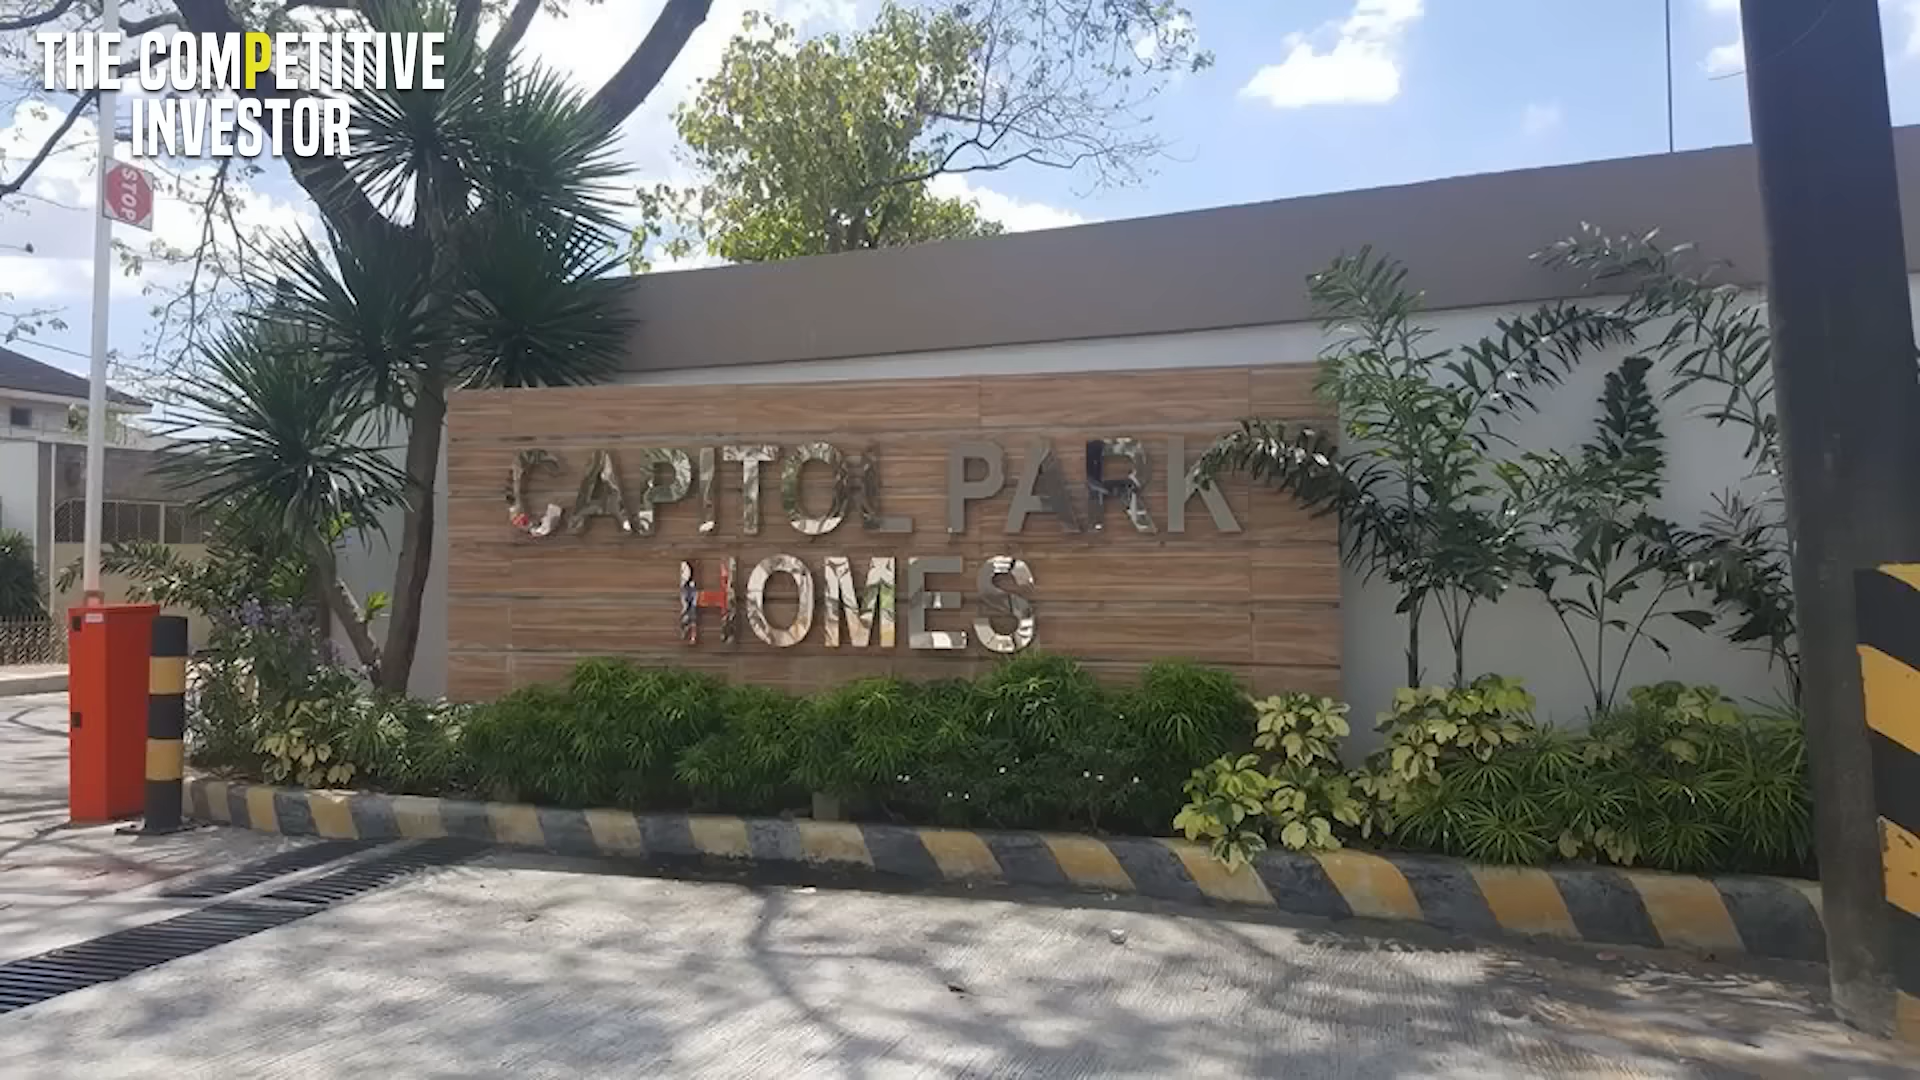 THE COMPETITIVE
INVESTOR
STOP
CAPITOL PARK
HOMES